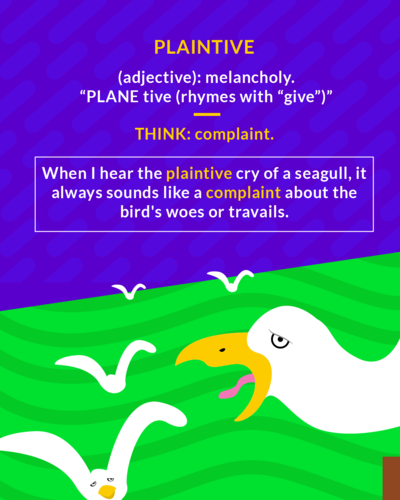 PLAINTIVE
(adjective): melancholy.
“PLANE tive (rhymes with “give”)”
THINK: complaint.
When I hear the plaintive cry of a seagull, it
always sounds like a complaint about the
bird's woes or travails.